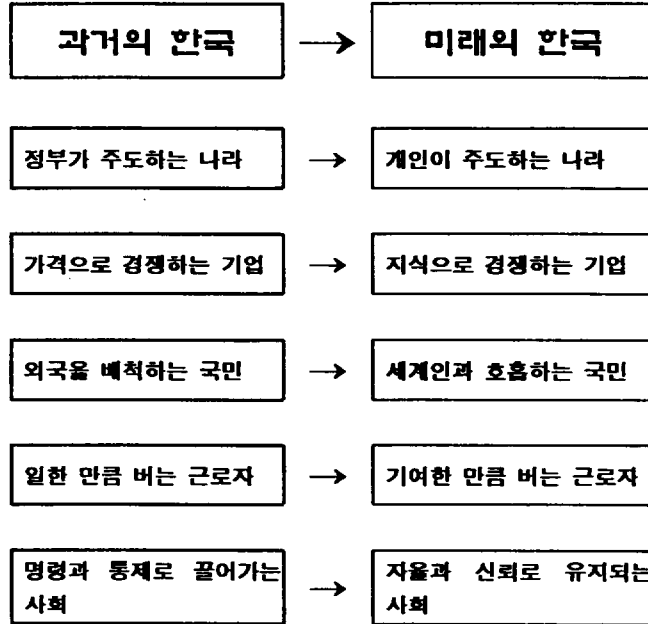 과거의 한국 → 미래의 한국
정부가 주도하는 나라 → 개인이 주도하는 나라
가격으로 경쟁하는 기업 → 지식으로 경쟁하는 기업
외국을 배척하는 국민 → 세계인과 호흡하는 국민
일한 만큼 버는 근로자 → 기여한 만큼 버는 근로자
명령과 통제로 끌어가는
사회 → 자율과 신뢰로 유지되는
사회